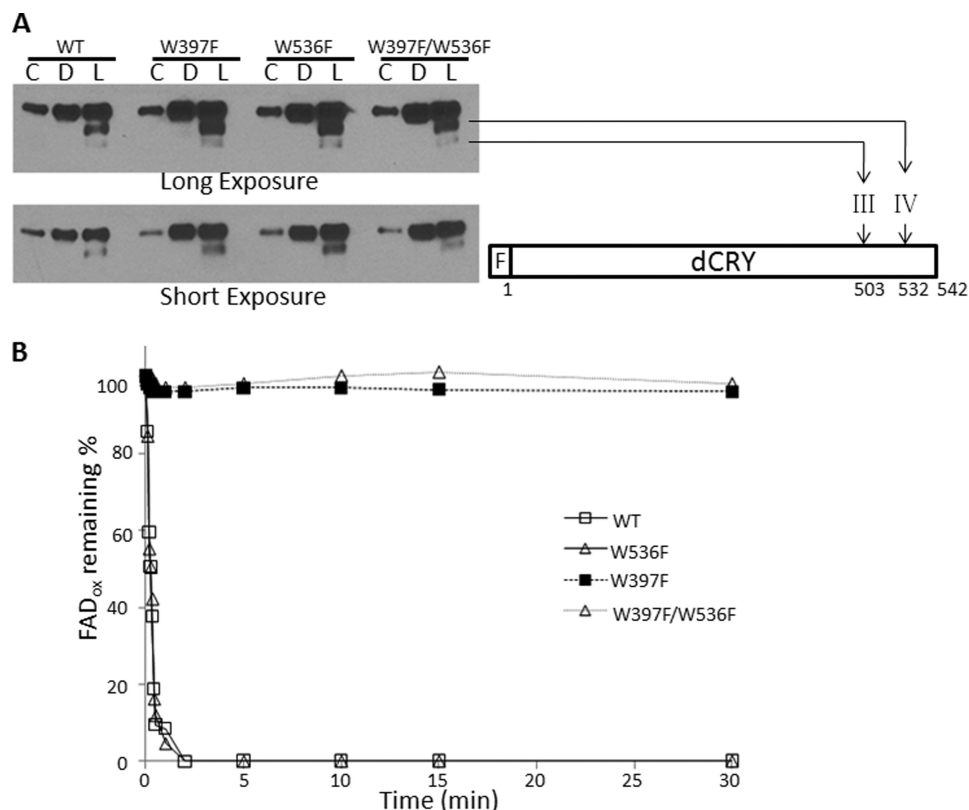 A
WT W397F W536F W397F/W536F
C D L C D L C D L C D L
Long Exposure
III IV
F dCRY
1 503 532 542
Short Exposure
B
100
80
60
40
20
0
FADox remaining %
WT
W536F
W397F
W397F/W536F
0 5 10 15 20 25 30
Time (min)